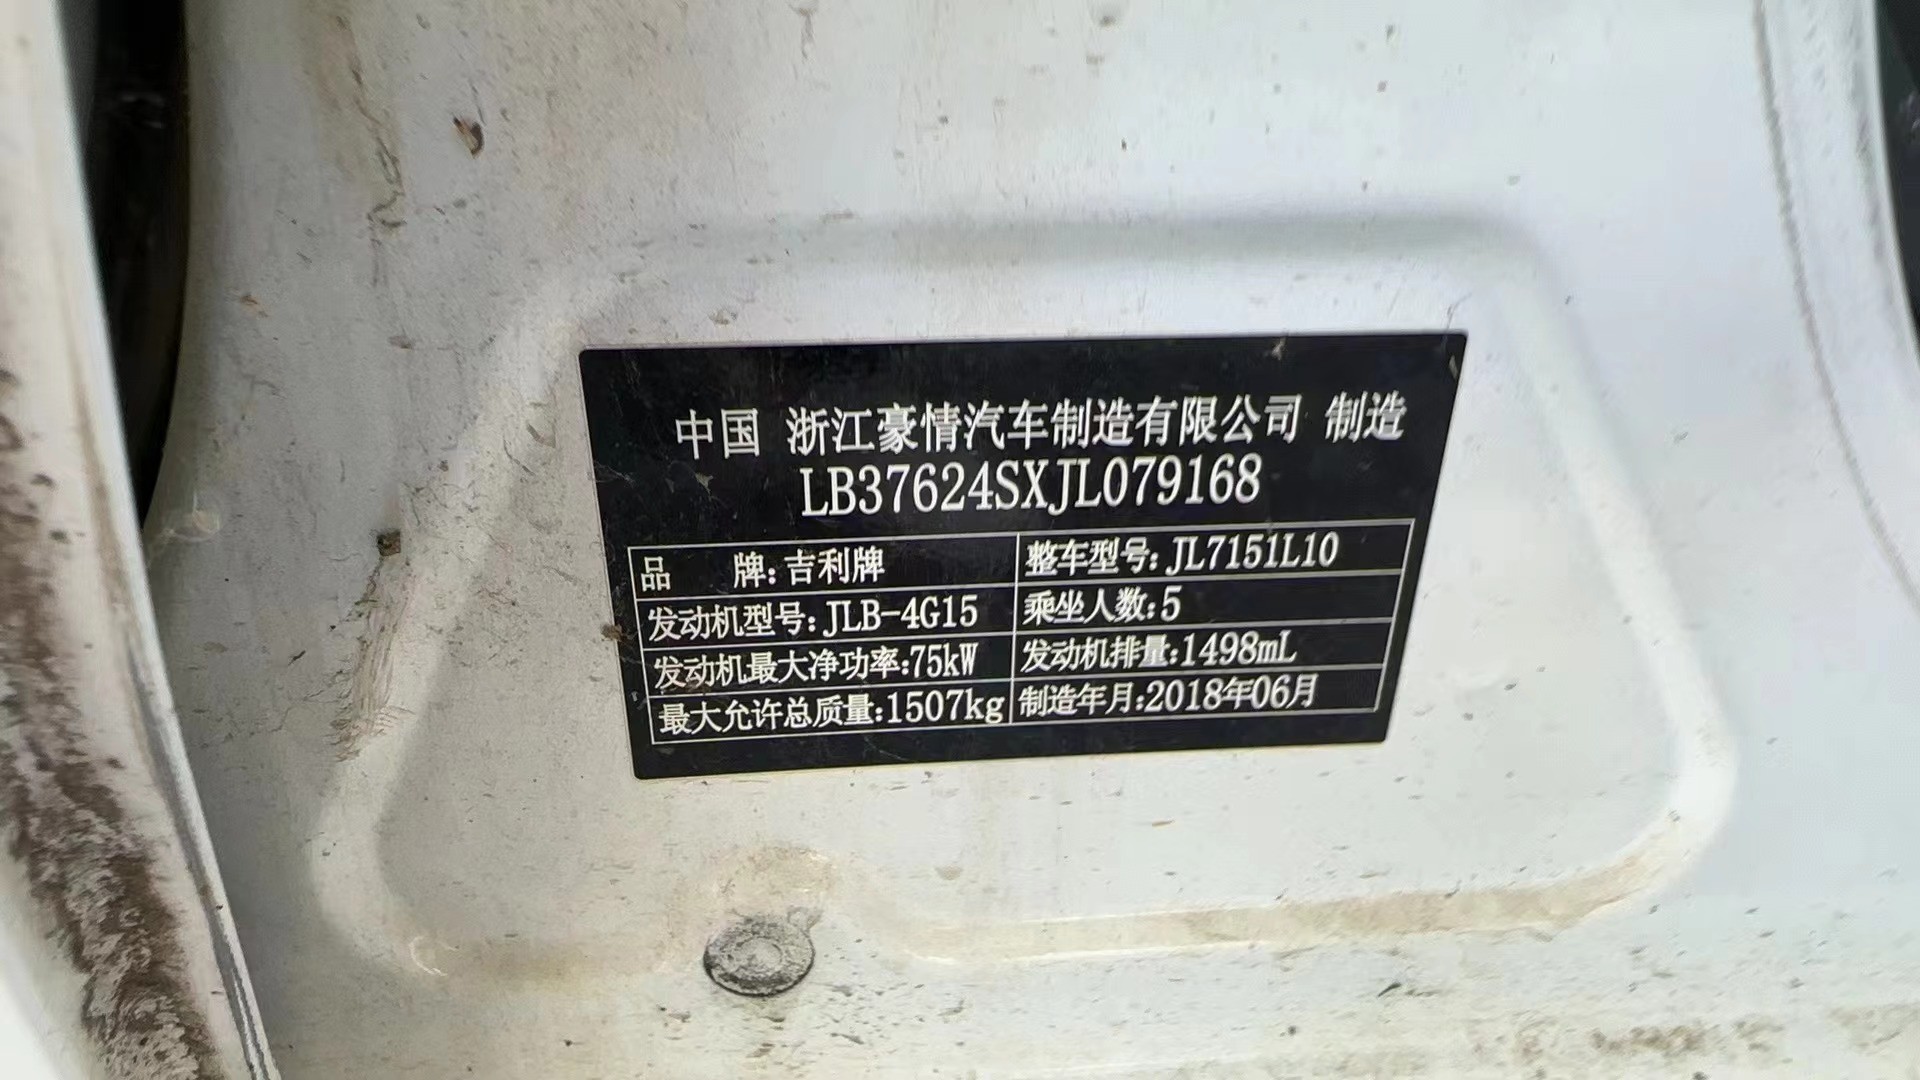 中国 浙江豪情汽车制造有限公司 制造
LB37624SXJL079168
品 牌:吉利牌 整车型号:JL7151L10
发动机型号:JLB-4G15 乘坐人数:5
发动机最大净功率:75kW 发动机排量:1498mL
最大允许总质量:1507kg 制造年月:2018年06月